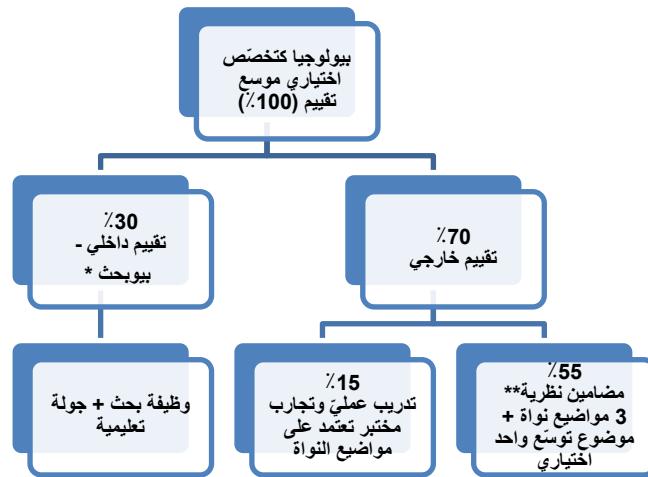 بيولوجيا كتخصّص
اختياري موسع
تقييم (100٪)
30٪
تقييم داخلي -
بيوبحث *
70٪
تقييم خارجي
وظيفة بحث + جولة
تعليمية
15٪
تدريب عمليّ وتجارب
مختبر تعتمد على
مواضيع النواة
55٪
مضامين نظرية**
3 مواضيع نواة +
موضوع توسّع واحد
اختياري